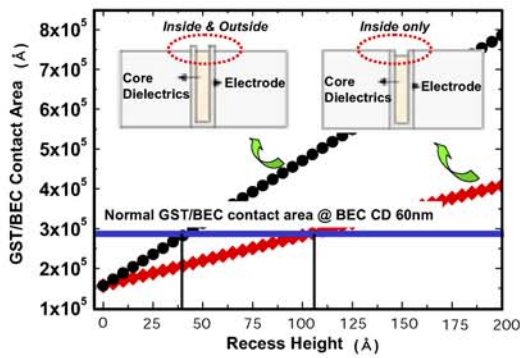 Inside & Outside
Inside only
Core
Dielectrics
Electrode
Core
Dielectrics
Electrode
Normal GST/BEC contact area @ BEC CD 60nm
GST/BEC Contact Area (Å)
8x10⁵
7x10⁵
6x10⁵
5x10⁵
4x10⁵
3x10⁵
2x10⁵
1x10⁵
0 25 50 75 100 125 150 175 200
Recess Height (Å)